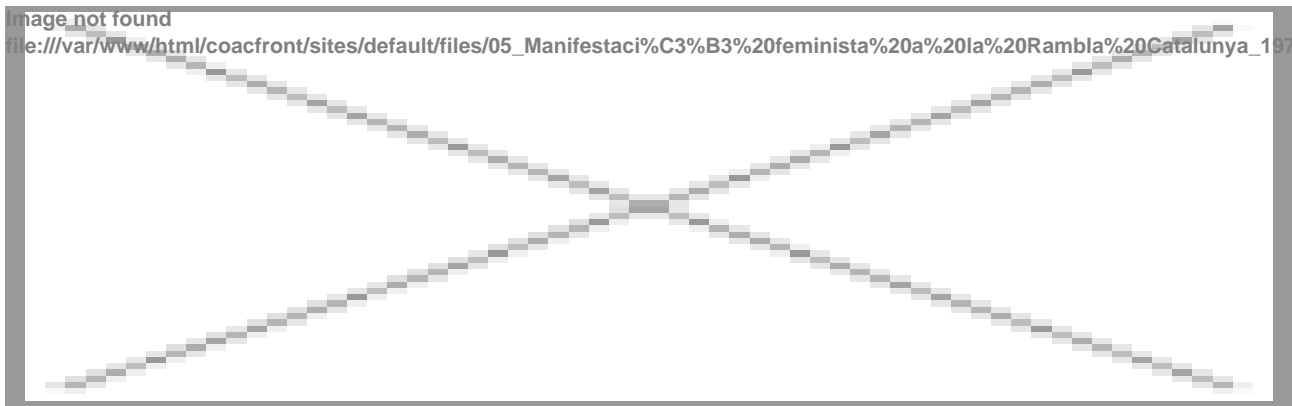 Image not found
file:///var/www/html/coacfront/sites/default/files/05_Manifestaci%C3%B3%20feminista%20a%20la%20Rambla%20Catalunya_197